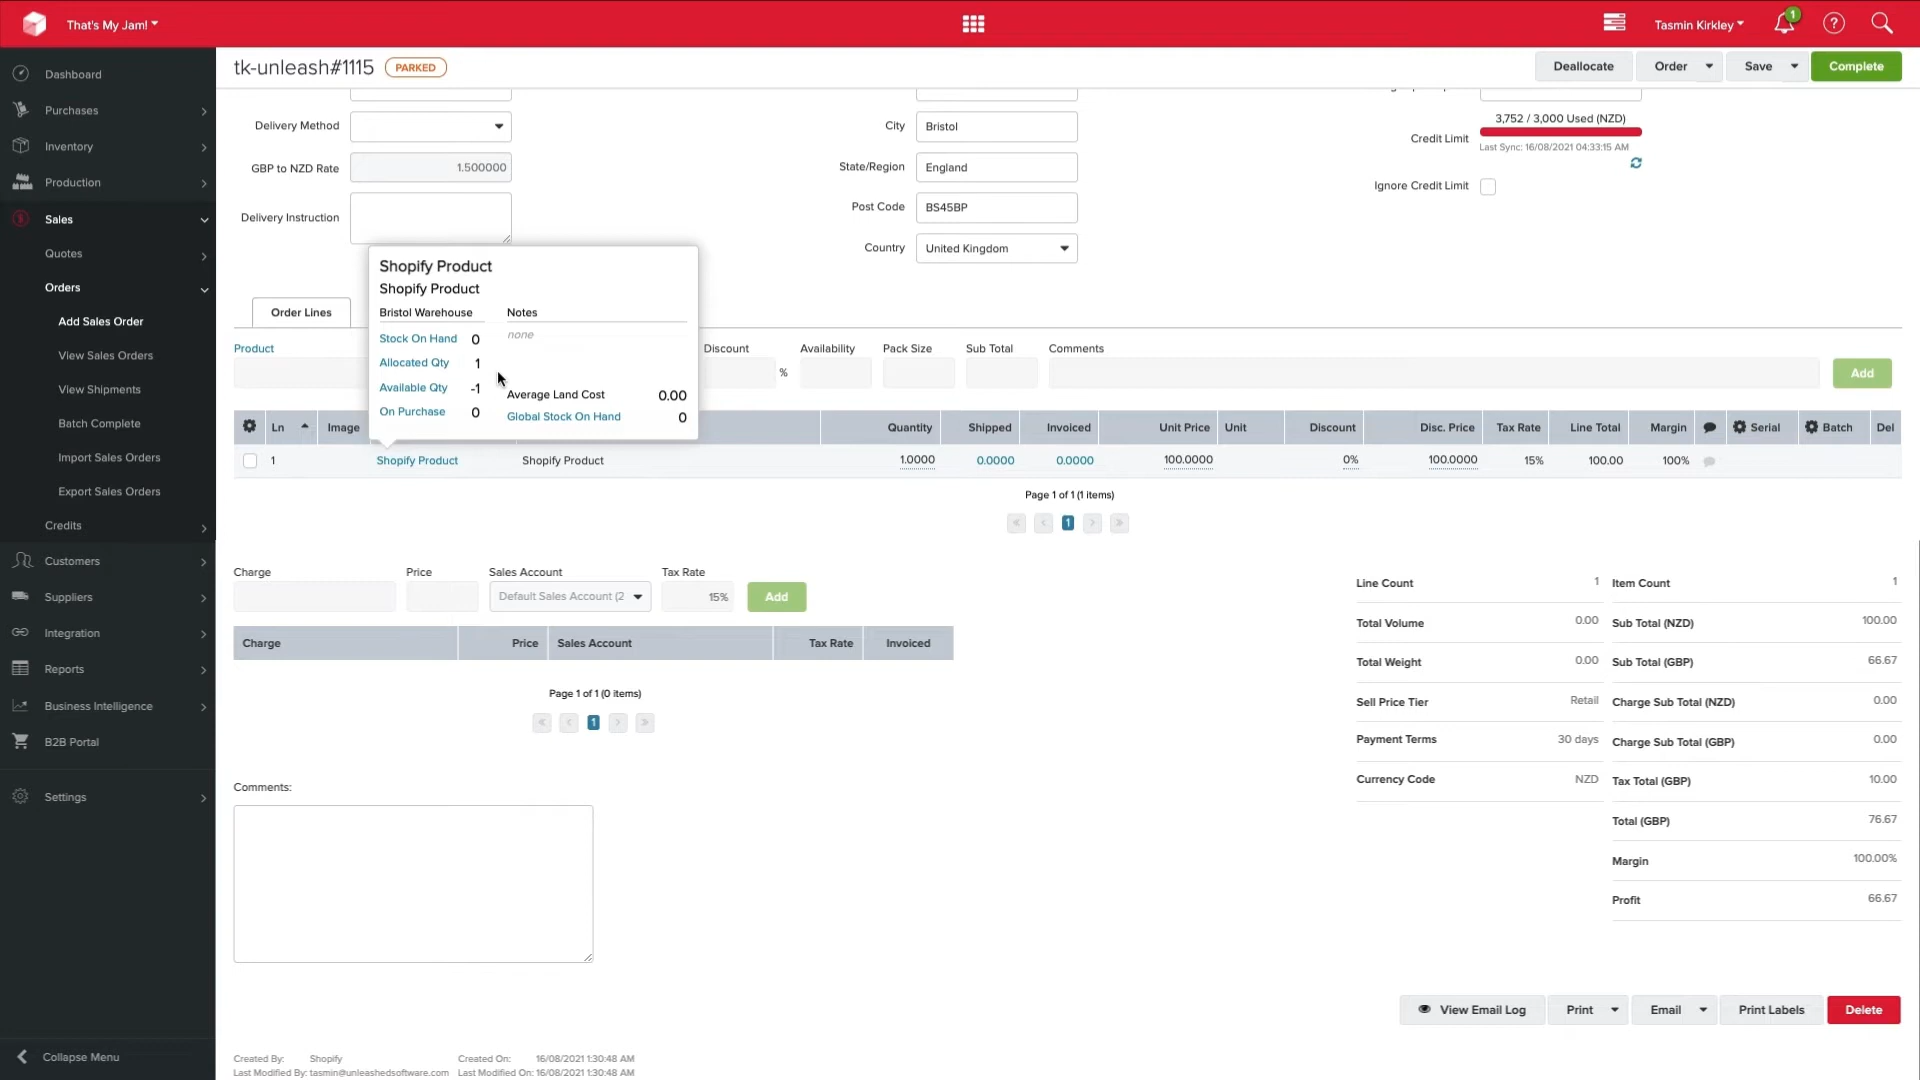 That's My Jam!
Tasmin Kirkley
1
Dashboard
Purchases
Inventory
Production
Sales
Quotes
Orders
Add Sales Order
View Sales Orders
View Shipments
Batch Complete
Import Sales Orders
Export Sales Orders
Credits
Customers
Suppliers
Integration
Reports
Business Intelligence
B2B Portal
Settings
Collapse Menu
tk-unleash#1115 PARKED
Deallocate Order Save Complete
Delivery Method
GBP to NZD Rate 1.500000
Delivery Instruction
City Bristol
State/Region England
Post Code BS45BP
Country United Kingdom
3,752 / 3,000 Used (NZD)
Credit Limit
Last Sync: 16/08/2021 04:33:15 AM
Ignore Credit Limit
Order Lines
Shopify Product
Shopify Product
Bristol Warehouse Notes
Stock On Hand 0 none
Allocated Qty 1
Available Qty -1
On Purchase 0
Average Land Cost 0.00
Global Stock On Hand 0
Product Discount Availability Pack Size Sub Total Comments
% Add
Ln Image Quantity Shipped Invoiced Unit Price Unit Discount Disc. Price Tax Rate Line Total Margin Serial Batch Del
1 Shopify Product Shopify Product 1.0000 0.0000 0.0000 100.0000 0% 100.0000 15% 100.00 100%
Page 1 of 1 (1 items)
« ‹ 1 › »
Charge Price Sales Account Tax Rate
Default Sales Account (2 15% Add
Charge Price Sales Account Tax Rate Invoiced
Page 1 of 1 (0 items)
« ‹ 1 › »
Comments:
Line Count 1
Total Volume 0.00
Total Weight 0.00
Sell Price Tier Retail
Payment Terms 30 days
Currency Code NZD
Item Count 1
Sub Total (NZD) 100.00
Sub Total (GBP) 66.67
Charge Sub Total (NZD) 0.00
Charge Sub Total (GBP) 0.00
Tax Total (GBP) 10.00
Total (GBP) 76.67
Margin 100.00%
Profit 66.67
View Email Log Print Email Print Labels Delete
Created By: Shopify Created On: 16/08/2021 1:30:48 AM
Last Modified By: tasmin@unleashedsoftware.com Last Modified On: 16/08/2021 1:30:48 AM